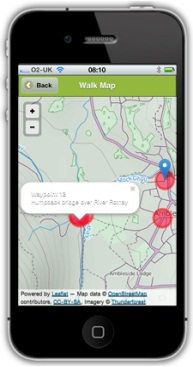 O2-UK 08:10
Back Walk Map
+
-
×
Waypoint 13
Humpback bridge over River Rothay
Ambleside Lodge
Powered by Leaflet — Map data © OpenStreetMap
contributors, CC-BY-SA, Imagery © Thunderforest